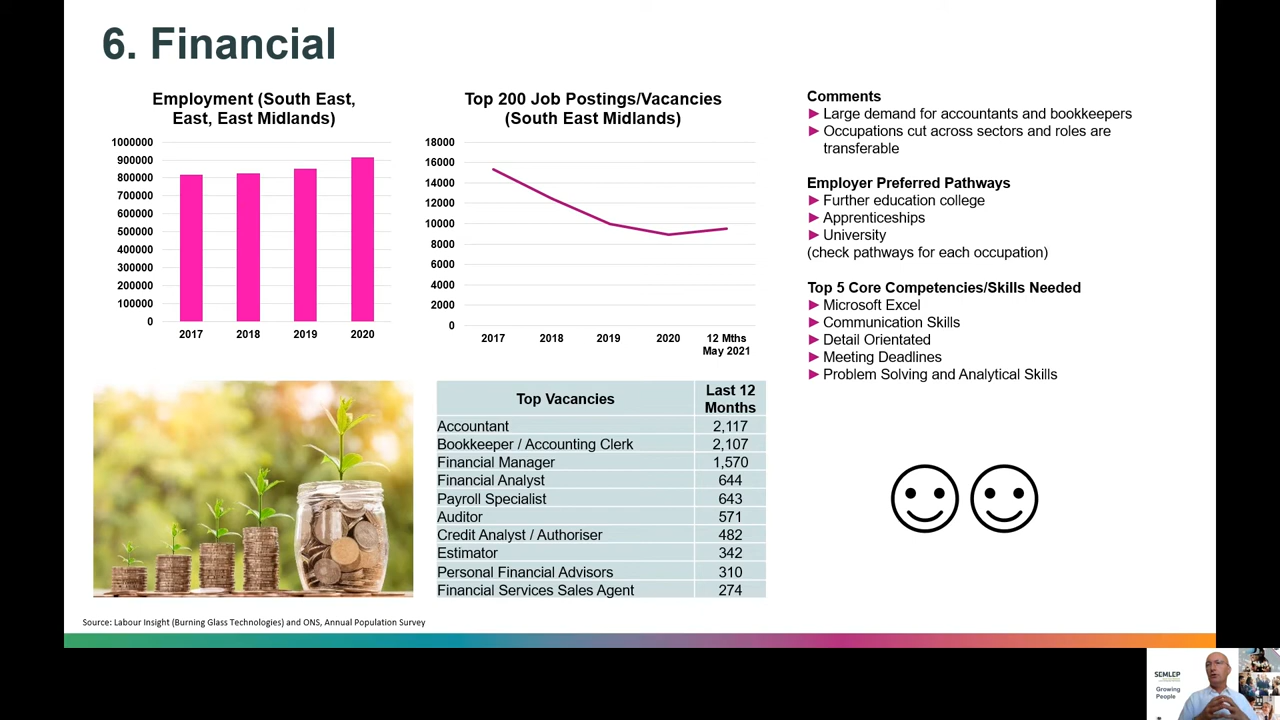 6. Financial
Employment (South East,
East, East Midlands)
1000000
900000
800000
700000
600000
500000
400000
300000
200000
100000
0
2017 2018 2019 2020
Top 200 Job Postings/Vacancies
(South East Midlands)
18000
16000
14000
12000
10000
8000
6000
4000
2000
0
2017 2018 2019 2020 12 Mths
May 2021
Top Vacancies Last 12
Months
Accountant 2,117
Bookkeeper / Accounting Clerk 2,107
Financial Manager 1,570
Financial Analyst 644
Payroll Specialist 643
Auditor 571
Credit Analyst / Authoriser 482
Estimator 342
Personal Financial Advisors 310
Financial Services Sales Agent 274
Comments
► Large demand for accountants and bookkeepers
► Occupations cut across sectors and roles are
transferable
Employer Preferred Pathways
► Further education college
► Apprenticeships
► University
(check pathways for each occupation)
Top 5 Core Competencies/Skills Needed
► Microsoft Excel
► Communication Skills
► Detail Orientated
► Meeting Deadlines
► Problem Solving and Analytical Skills
Source: Labour Insight (Burning Glass Technologies) and ONS, Annual Population Survey
SEMLEP
Growing
People